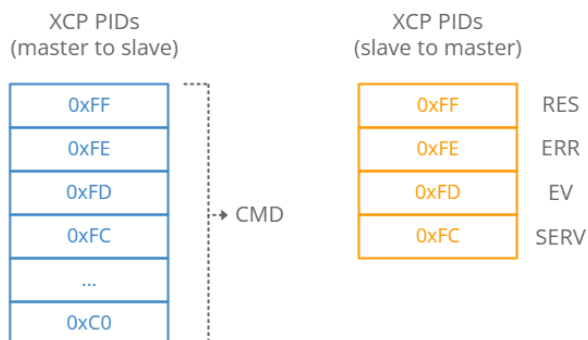 XCP PIDs
(master to slave)
0xFF
0xFE
0xFD
0xFC
...
0xC0
CMD
XCP PIDs
(slave to master)
0xFF RES
0xFE ERR
0xFD EV
0xFC SERV